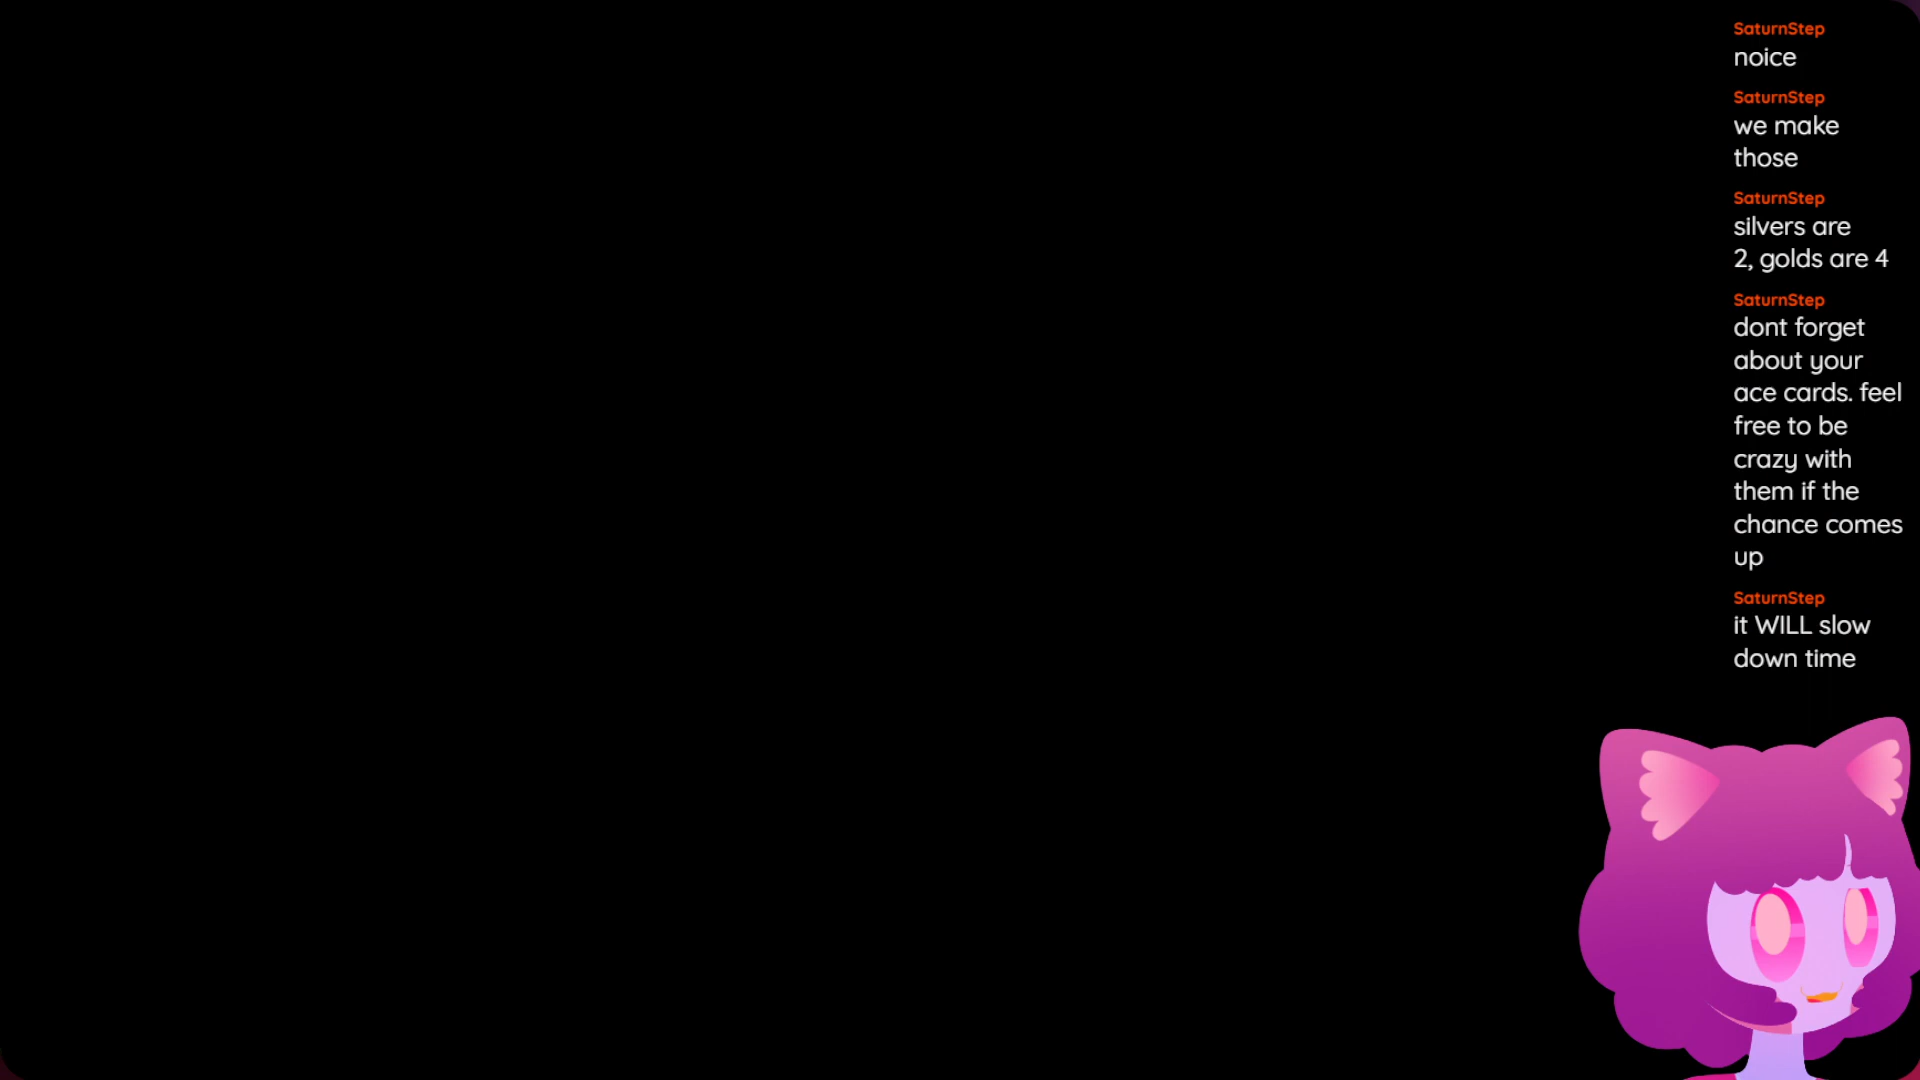 SaturnStep
noice
SaturnStep
we make
those
SaturnStep
silvers are
2, golds are 4
SaturnStep
dont forget
about your
ace cards. feel
free to be
crazy with
them if the
chance comes
up
SaturnStep
it WILL slow
down time